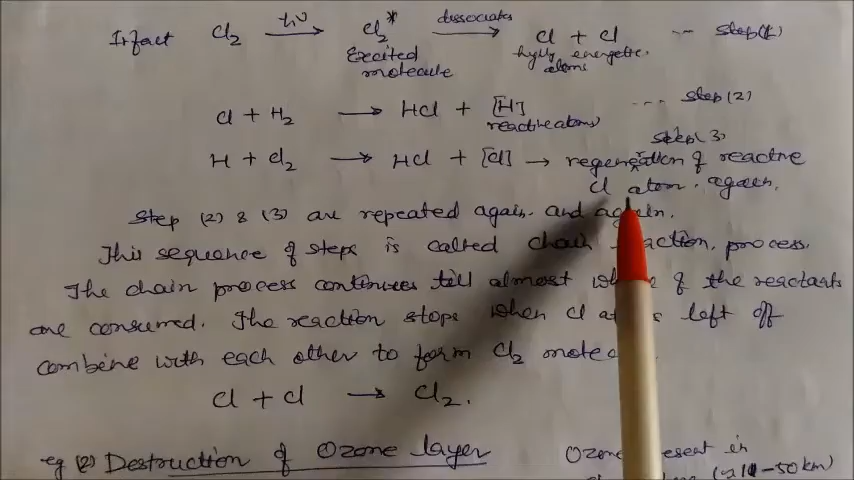 Infact Cl2 hν → Cl2* dissociates → Cl + Cl -- step(1)
Excited molecule
highly energetic atoms
Cl + H2 → HCl + [H] --- step (2)
reactive atoms
step (3)
H + Cl2 → HCl + [Cl] → regeneration of reactive
Cl atom again.
Step (2) & (3) are repeated again and again.
This sequence of steps is called chain reaction process.
The chain process continues till almost whole of the reactants
are consumed. The reaction stops when Cl left off
combine with each other to form Cl2
Cl + Cl → Cl2.
eg (2) Destruction of Ozone layer Ozone present in
-50km)